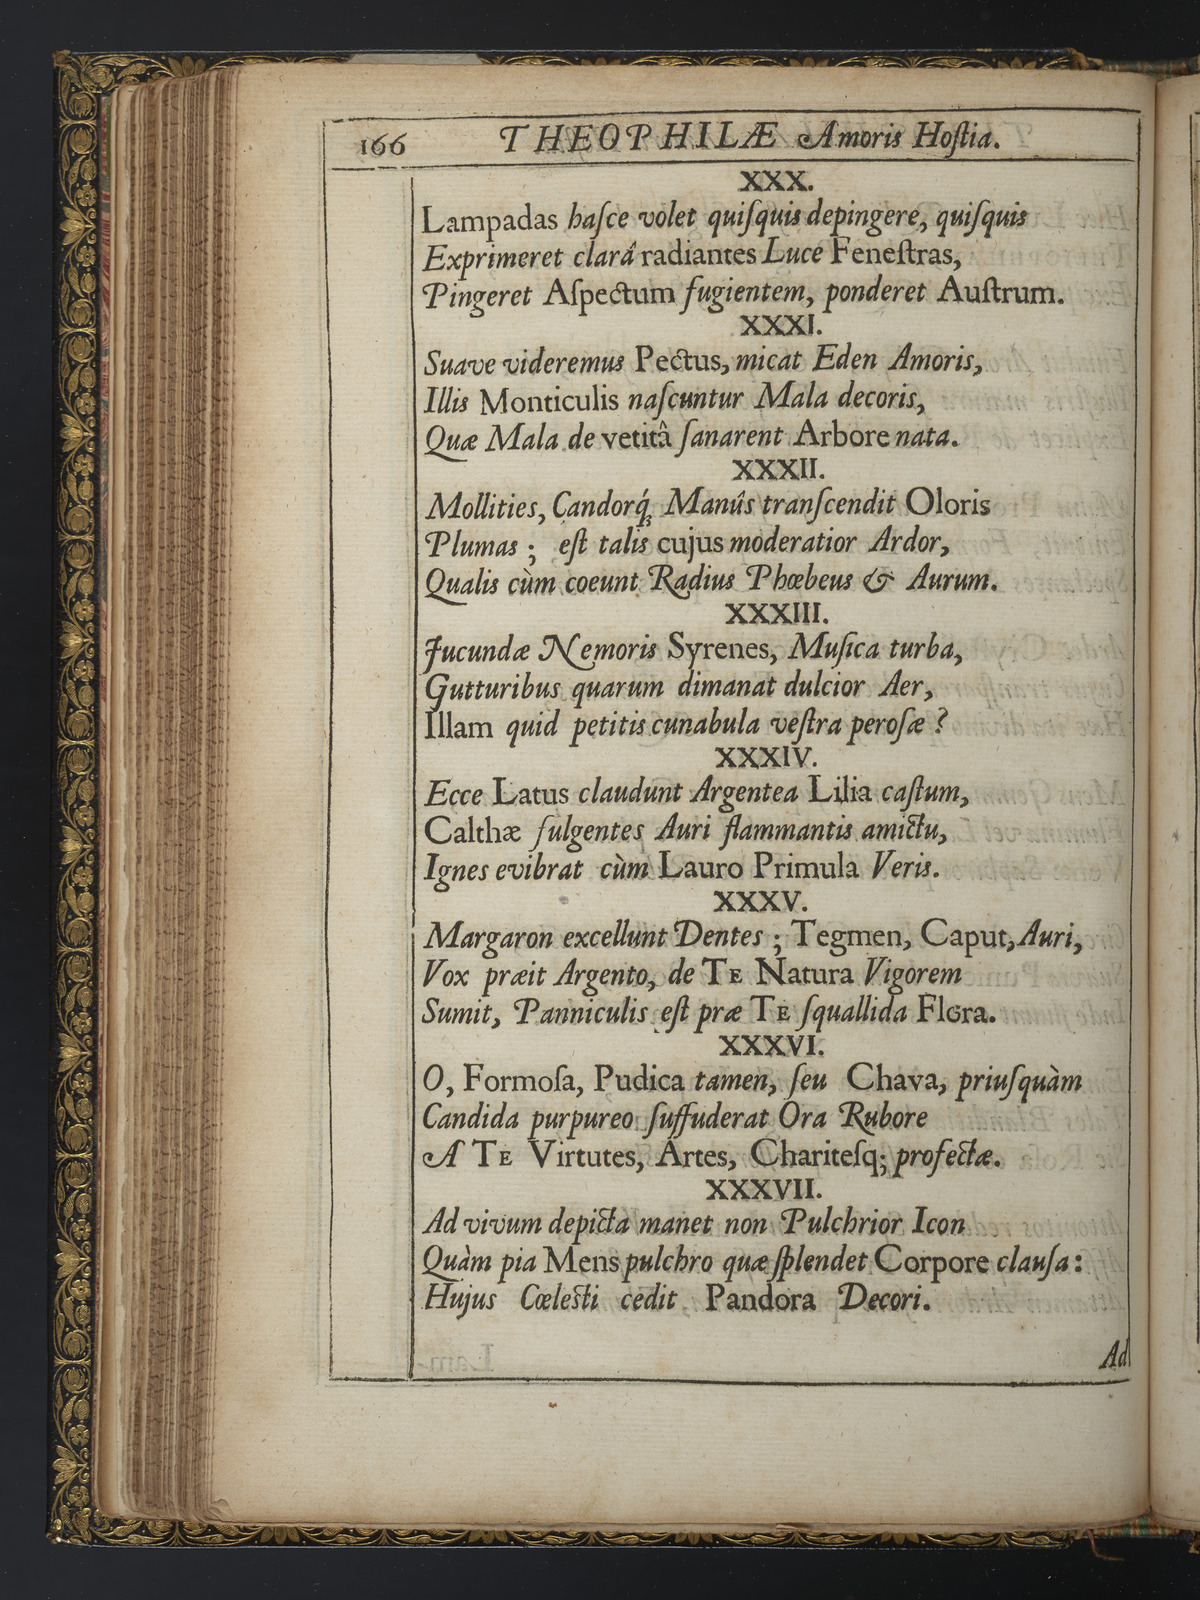 166 THEOPHILÆ Amoris Hoſtia.
XXX.
Lampadas haſce volet quiſquis depingere, quiſquis
Exprimeret clarâ radiantes Luce Feneſtras,
Pingeret Aſpectum fugientem, ponderet Auſtrum.
XXXI.
Suave videremus Pectus, micat Eden Amoris,
Illis Monticulis naſcuntur Mala decoris,
Quæ Mala de vetitâ ſanarent Arbore nata.
XXXII.
Mollities, Candorq́; Manûs tranſcendit Oloris
Plumas ; eſt talis cujus moderatior Ardor,
Qualis cùm coeunt Radius Phœbeus & Aurum.
XXXIII.
Jucundæ Nemoris Syrenes, Muſica turba,
Gutturibus quarum dimanat dulcior Aer,
Illam quid petitis cunabula veſtra peroſæ ?
XXXIV.
Ecce Latus claudunt Argentea Lilia caſtum,
Calthæ fulgentes Auri flammantis amictu,
Ignes evibrat cùm Lauro Primula Veris.
XXXV.
Margaron excellunt Dentes ; Tegmen, Caput, Auri,
Vox præit Argento, de TE Natura Vigorem
Sumit, Panniculis eſt præ TE ſquallida Flora.
XXXVI.
O, Formoſa, Pudica tamen, ſeu Chava, priuſquàm
Candida purpureo ſuffuderat Ora Rubore
A TE Virtutes, Artes, Chariteſq; profectæ.
XXXVII.
Ad vivum depicta manet non Pulchrior Icon
Quàm pia Mens pulchro quæ ſplendet Corpore clauſa :
Hujus Cœleſti cedit Pandora Decori.
Ad